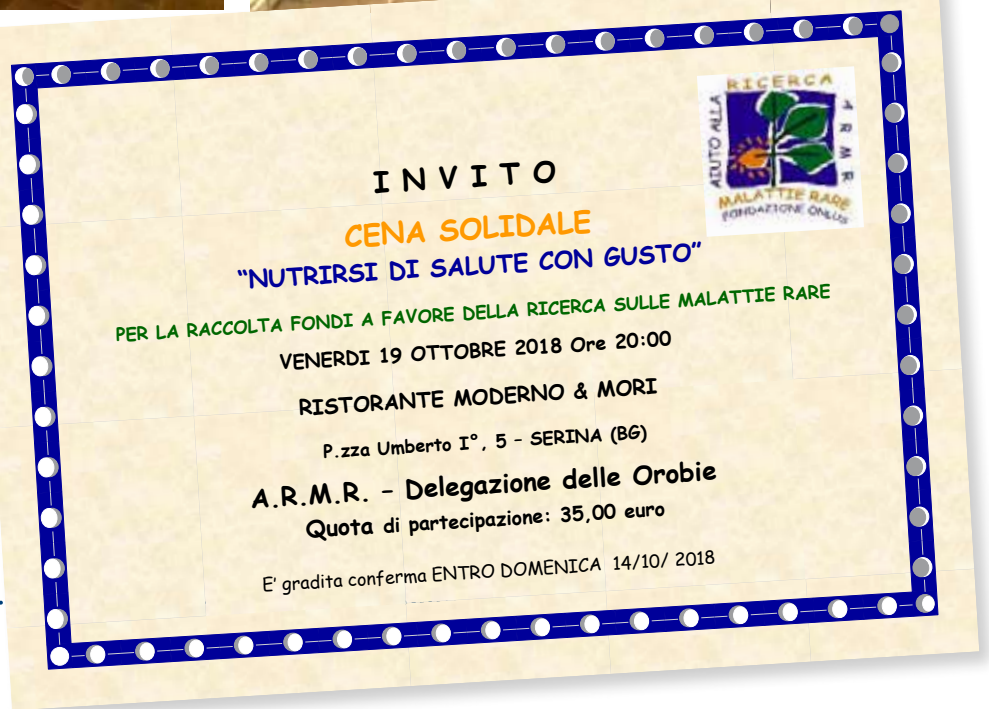 RICERCA
AIUTO ALLA
ARMR
MALATTIE RARE
FONDAZIONE ONLUS
I N V I T O
CENA SOLIDALE
“NUTRIRSI DI SALUTE CON GUSTO”
PER LA RACCOLTA FONDI A FAVORE DELLA RICERCA SULLE MALATTIE RARE
VENERDI 19 OTTOBRE 2018 Ore 20:00
RISTORANTE MODERNO & MORI
P.zza Umberto I°, 5 – SERINA (BG)
A.R.M.R. – Delegazione delle Orobie
Quota di partecipazione: 35,00 euro
E’ gradita conferma ENTRO DOMENICA 14/10/ 2018